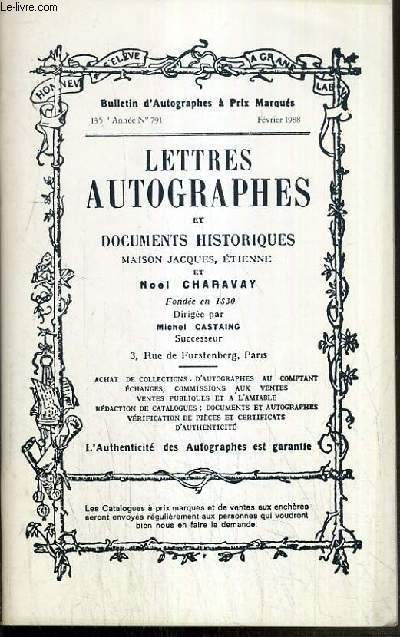 le-livre.com
HONNEUR S'ELÈVE A GRAND LABEUR
Bulletin d'Autographes à Prix Marqués
135e Année N° 791 Février 1988
LETTRES
AUTOGRAPHES
ET
DOCUMENTS HISTORIQUES
MAISON JACQUES, ÉTIENNE
ET
Noel CHARAVAY
Fondée en 1830
Dirigée par
Michel CASTAING
Successeur
3, Rue de Furstenberg, Paris
ACHAT DE COLLECTIONS D'AUTOGRAPHES AU COMPTANT
ÉCHANGES, COMMISSIONS AUX VENTES
VENTES PUBLIQUES ET A L'AMIABLE
RÉDACTION DE CATALOGUES : DOCUMENTS ET AUTOGRAPHES
VÉRIFICATION DE PIÈCES ET CERTIFICATS
D'AUTHENTICITÉ
L'Authenticité des Autographes est garantie
Les Catalogues à prix marqués et de ventes aux enchères
seront envoyés régulièrement aux personnes qui voudront
bien nous en faire la demande